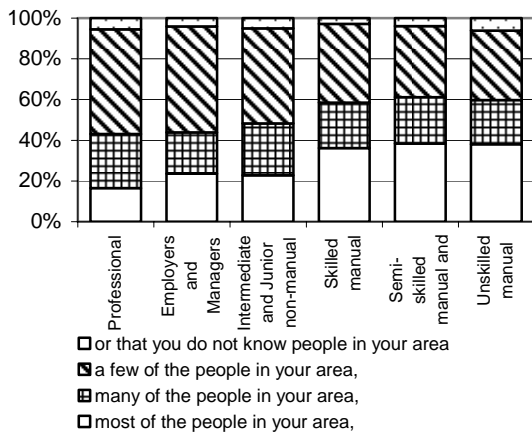 100%
80%
60%
40%
20%
0%
Professional
Employers
and
Managers
Intermediate
and Junior
non-manual
Skilled
manual
Semi-
skilled
manual and
Unskilled
manual
or that you do not know people in your area
a few of the people in your area,
many of the people in your area,
most of the people in your area,